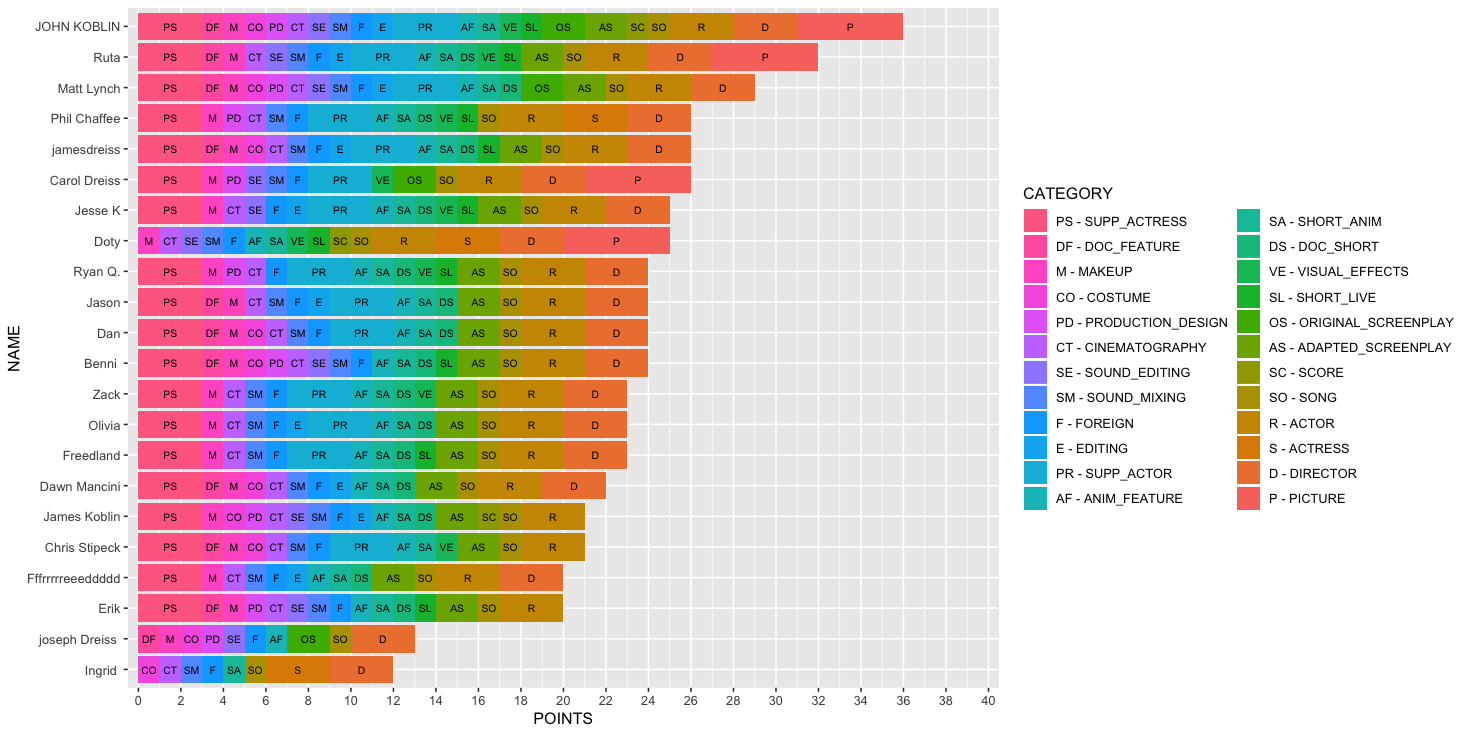 JOHN KOBLIN PS DF M CO PD CT SE SM F E PR AF SA VE SL OS AS SC SO R D P
Ruta PS DF M CT SE SM F E PR AF SA DS VE SL AS SO R D P
Matt Lynch PS DF M CO PD CT SE SM F E PR AF SA DS OS AS SO R D
Phil Chaffee PS M PD CT SM F PR AF SA DS VE SL SO R S D
jamesdreiss PS DF M CO CT SM F E PR AF SA DS SL AS SO R D
Carol Dreiss PS M PD SE SM F PR VE OS SO R D P
Jesse K PS M CT SE F E PR AF SA DS VE SL AS SO R D
Doty M CT SE SM F AF SA VE SL SC SO R S D P
Ryan Q. PS M PD CT F PR AF SA DS VE SL AS SO R D
Jason PS DF M CT SM F E PR AF SA DS AS SO R D
Dan PS DF M CO CT SM F PR AF SA DS AS SO R D
Benni PS DF M CO PD CT SE SM F AF SA DS SL AS SO R D
Zack PS M CT SM F PR AF SA DS VE AS SO R D
Olivia PS M CT SM F E PR AF SA DS AS SO R D
Freedland PS M CT SM F PR AF SA DS SL AS SO R D
Dawn Mancini PS DF M CO CT SM F E AF SA DS AS SO R D
James Koblin PS M CO PD CT SE SM F E AF SA DS AS SC SO R
Chris Stipeck PS DF M CO CT SM F PR AF SA VE AS SO R
Fffrrrrreeeddddd PS M CT SM F E AF SA DS AS SO R D
Erik PS DF M PD CT SE SM F AF SA DS SL AS SO R
joseph Dreiss DF M CO PD SE F AF OS SO D
Ingrid CO CT SM F SA SO S D
0 2 4 6 8 10 12 14 16 18 20 22 24 26 28 30 32 34 36 38 40
POINTS
NAME
CATEGORY
PS - SUPP_ACTRESS
DF - DOC_FEATURE
M - MAKEUP
CO - COSTUME
PD - PRODUCTION_DESIGN
CT - CINEMATOGRAPHY
SE - SOUND_EDITING
SM - SOUND_MIXING
F - FOREIGN
E - EDITING
PR - SUPP_ACTOR
AF - ANIM_FEATURE
SA - SHORT_ANIM
DS - DOC_SHORT
VE - VISUAL_EFFECTS
SL - SHORT_LIVE
OS - ORIGINAL_SCREENPLAY
AS - ADAPTED_SCREENPLAY
SC - SCORE
SO - SONG
R - ACTOR
S - ACTRESS
D - DIRECTOR
P - PICTURE